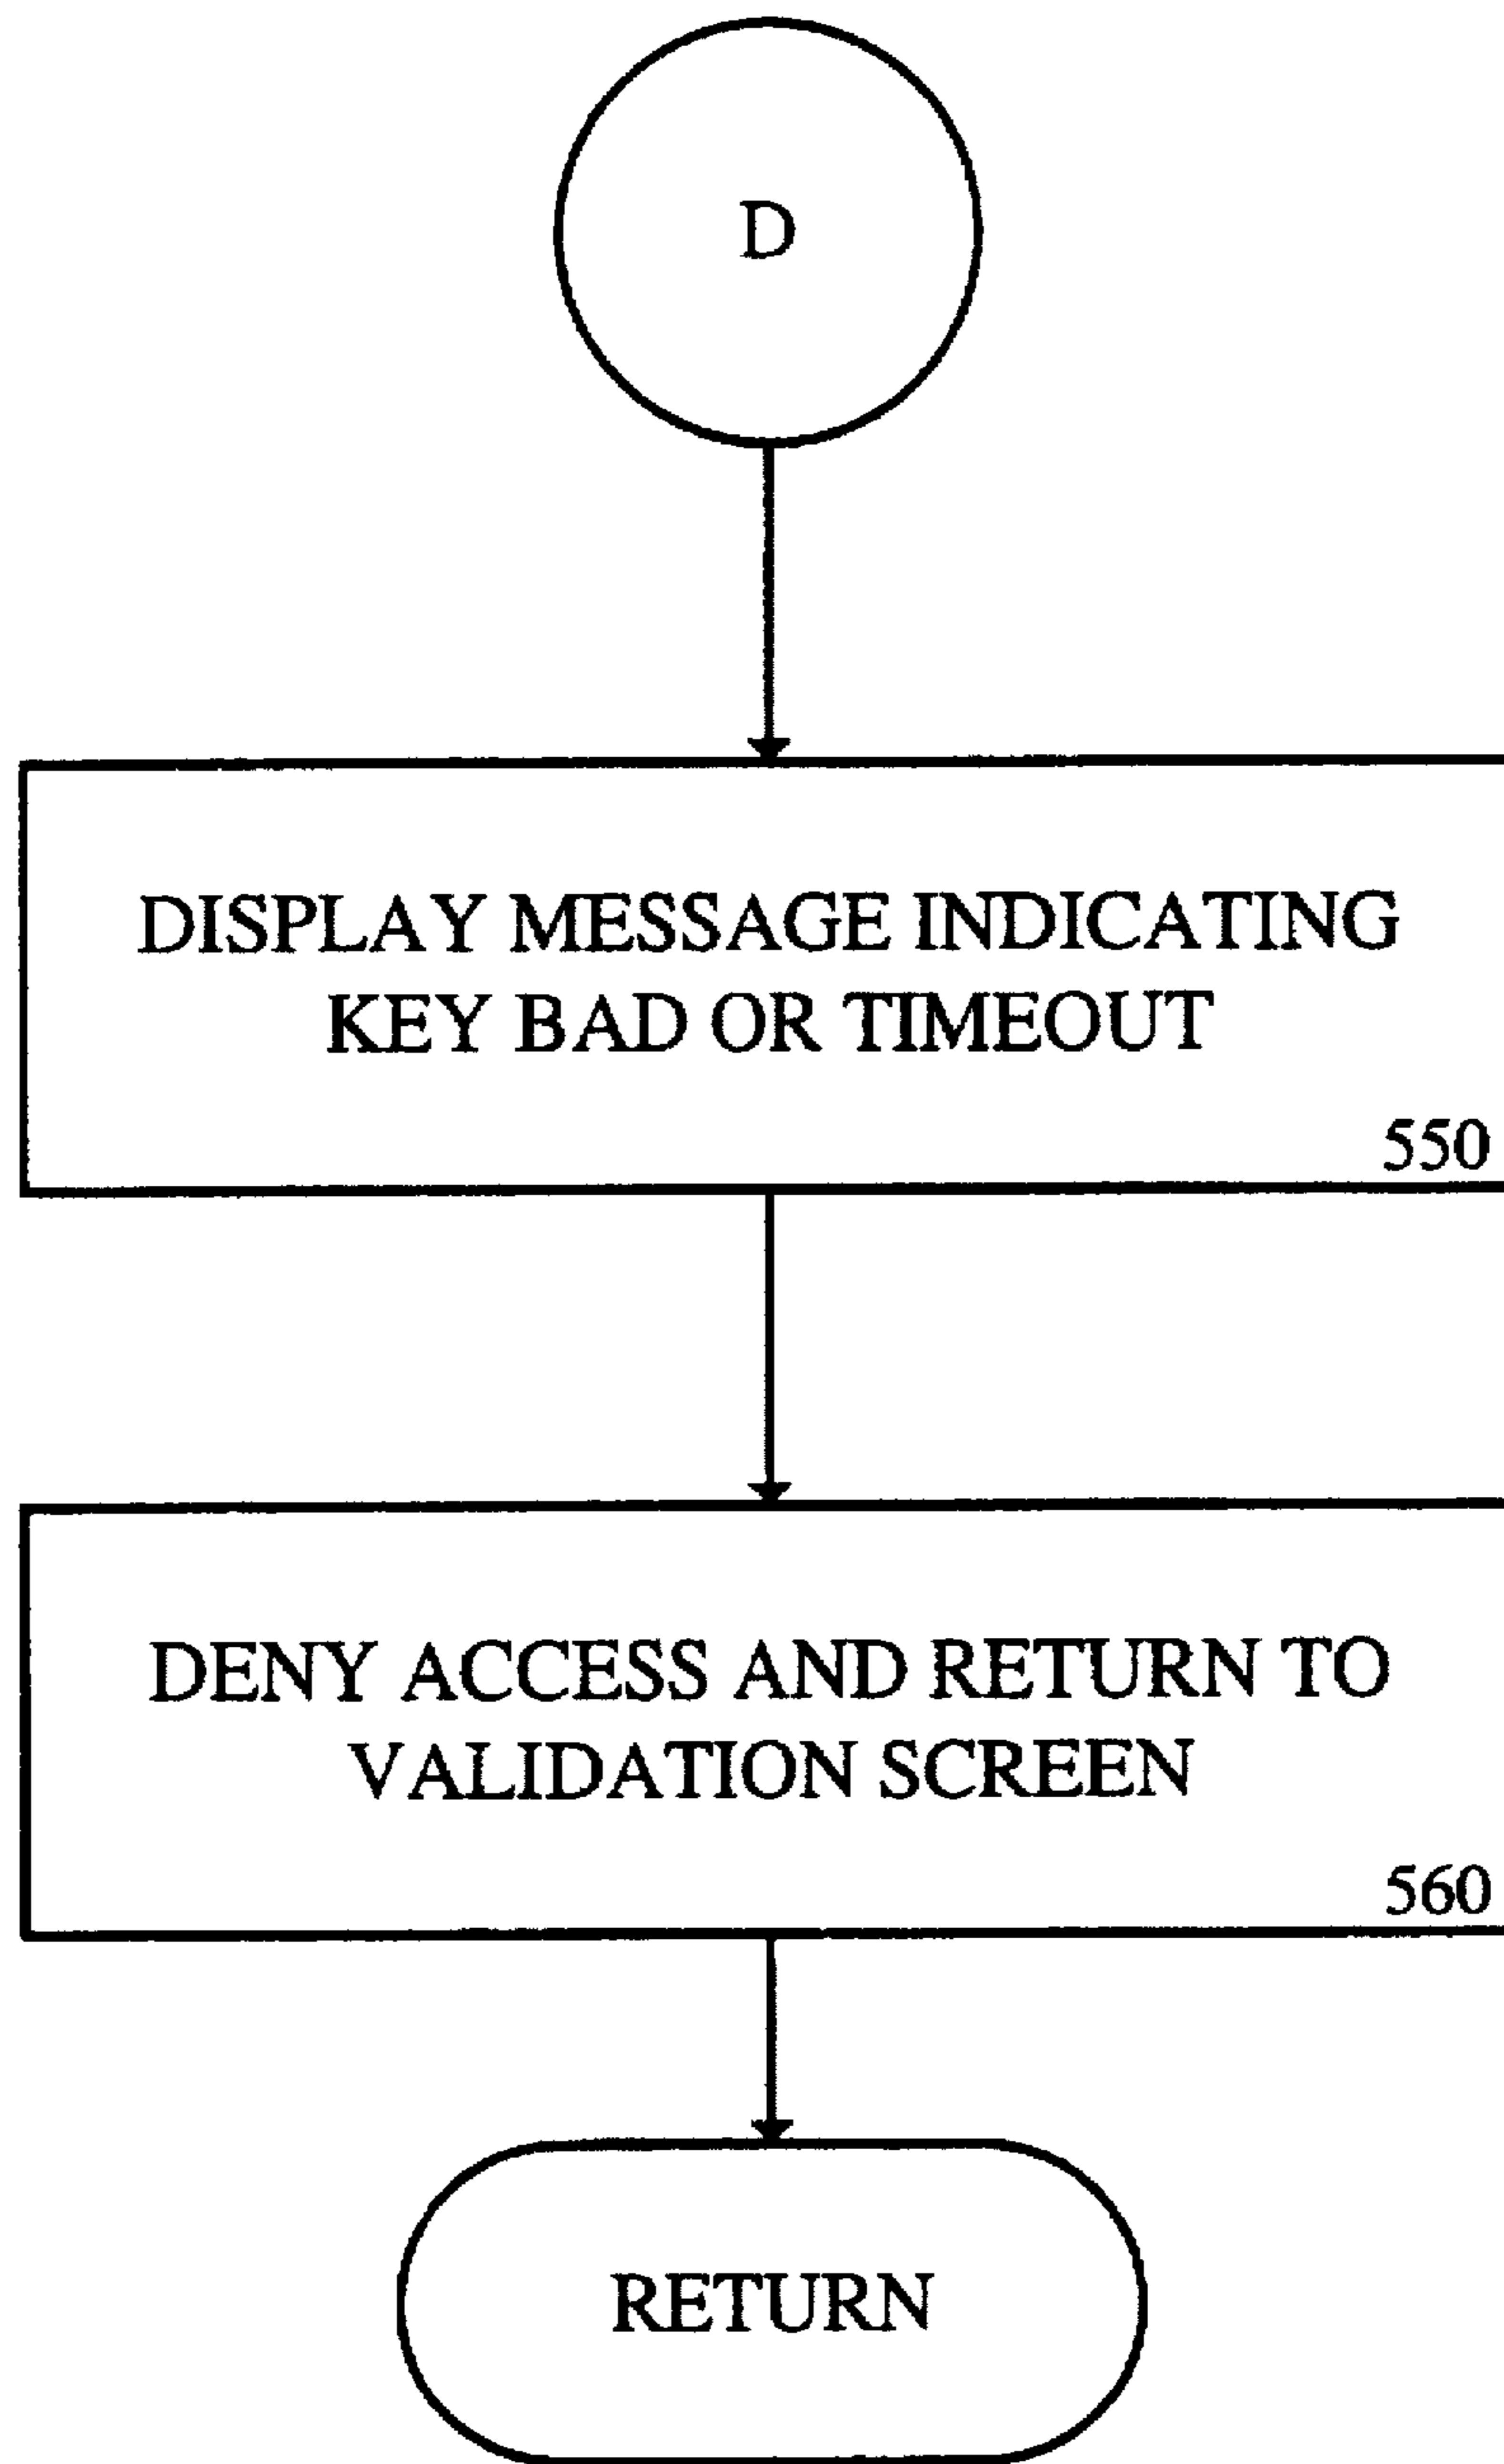 D
DISPLAY MESSAGE INDICATING
KEY BAD OR TIMEOUT
550
DENY ACCESS AND RETURN TO
VALIDATION SCREEN
560
RETURN